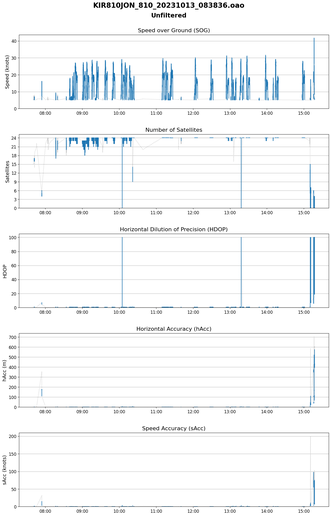 KIR810JON_810_20231013_083836.oao
Unfiltered
Speed over Ground (SOG)
Speed (knots)
40
30
20
10
0
08:00 09:00 10:00 11:00 12:00 13:00 14:00 15:00
Number of Satellites
Satellites
24
21
18
15
12
9
6
3
0
08:00 09:00 10:00 11:00 12:00 13:00 14:00 15:00
Horizontal Dilution of Precision (HDOP)
HDOP
100
80
60
40
20
0
08:00 09:00 10:00 11:00 12:00 13:00 14:00 15:00
Horizontal Accuracy (hAcc)
hAcc (m)
700
600
500
400
300
200
100
0
08:00 09:00 10:00 11:00 12:00 13:00 14:00 15:00
Speed Accuracy (sAcc)
sAcc (knots)
200
150
100
50
0
08:00 09:00 10:00 11:00 12:00 13:00 14:00 15:00